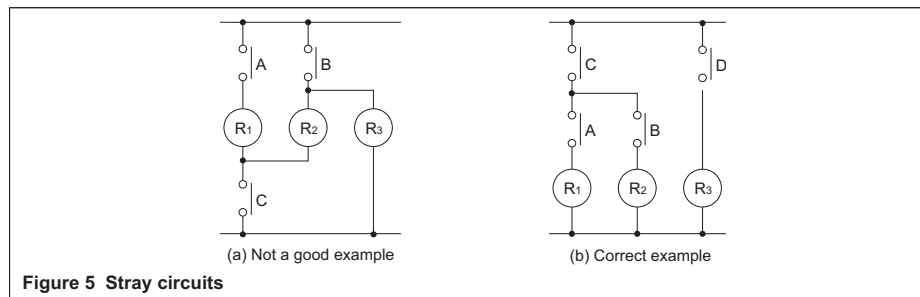 A
B
R1
R2
R3
C
(a) Not a good example
C
D
A
B
R1
R2
R3
(b) Correct example
Figure 5 Stray circuits